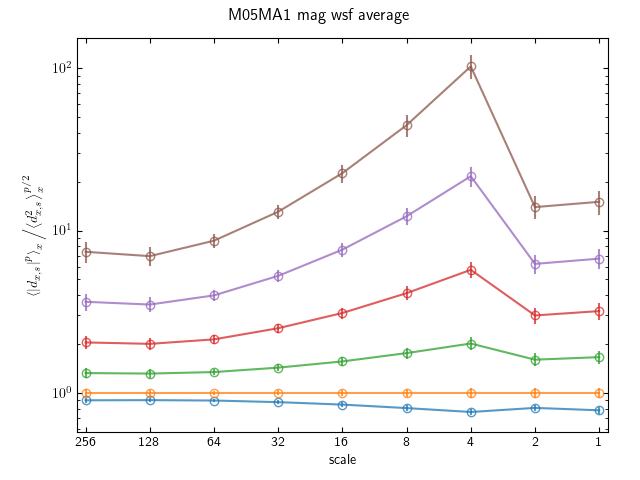 M05MA1 mag wsf average
10²
10¹
10⁰
⟨|d_{x,s}|^p⟩_x / ⟨d²_{x,s}⟩_x^{p/2}
256 128 64 32 16 8 4 2 1
scale